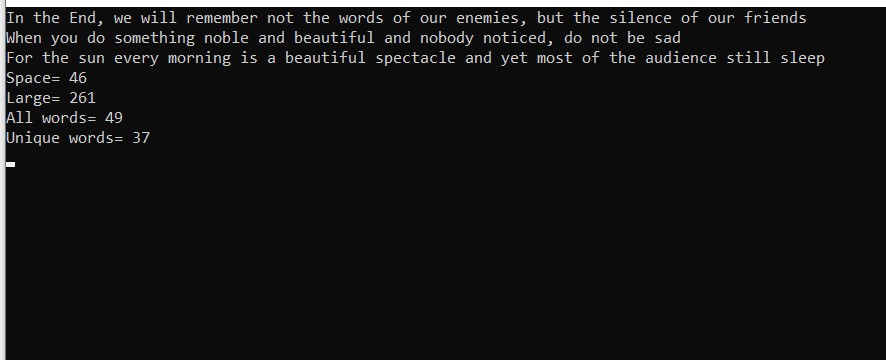 In the End, we will remember not the words of our enemies, but the silence of our friends
When you do something noble and beautiful and nobody noticed, do not be sad
For the sun every morning is a beautiful spectacle and yet most of the audience still sleep
Space= 46
Large= 261
All words= 49
Unique words= 37